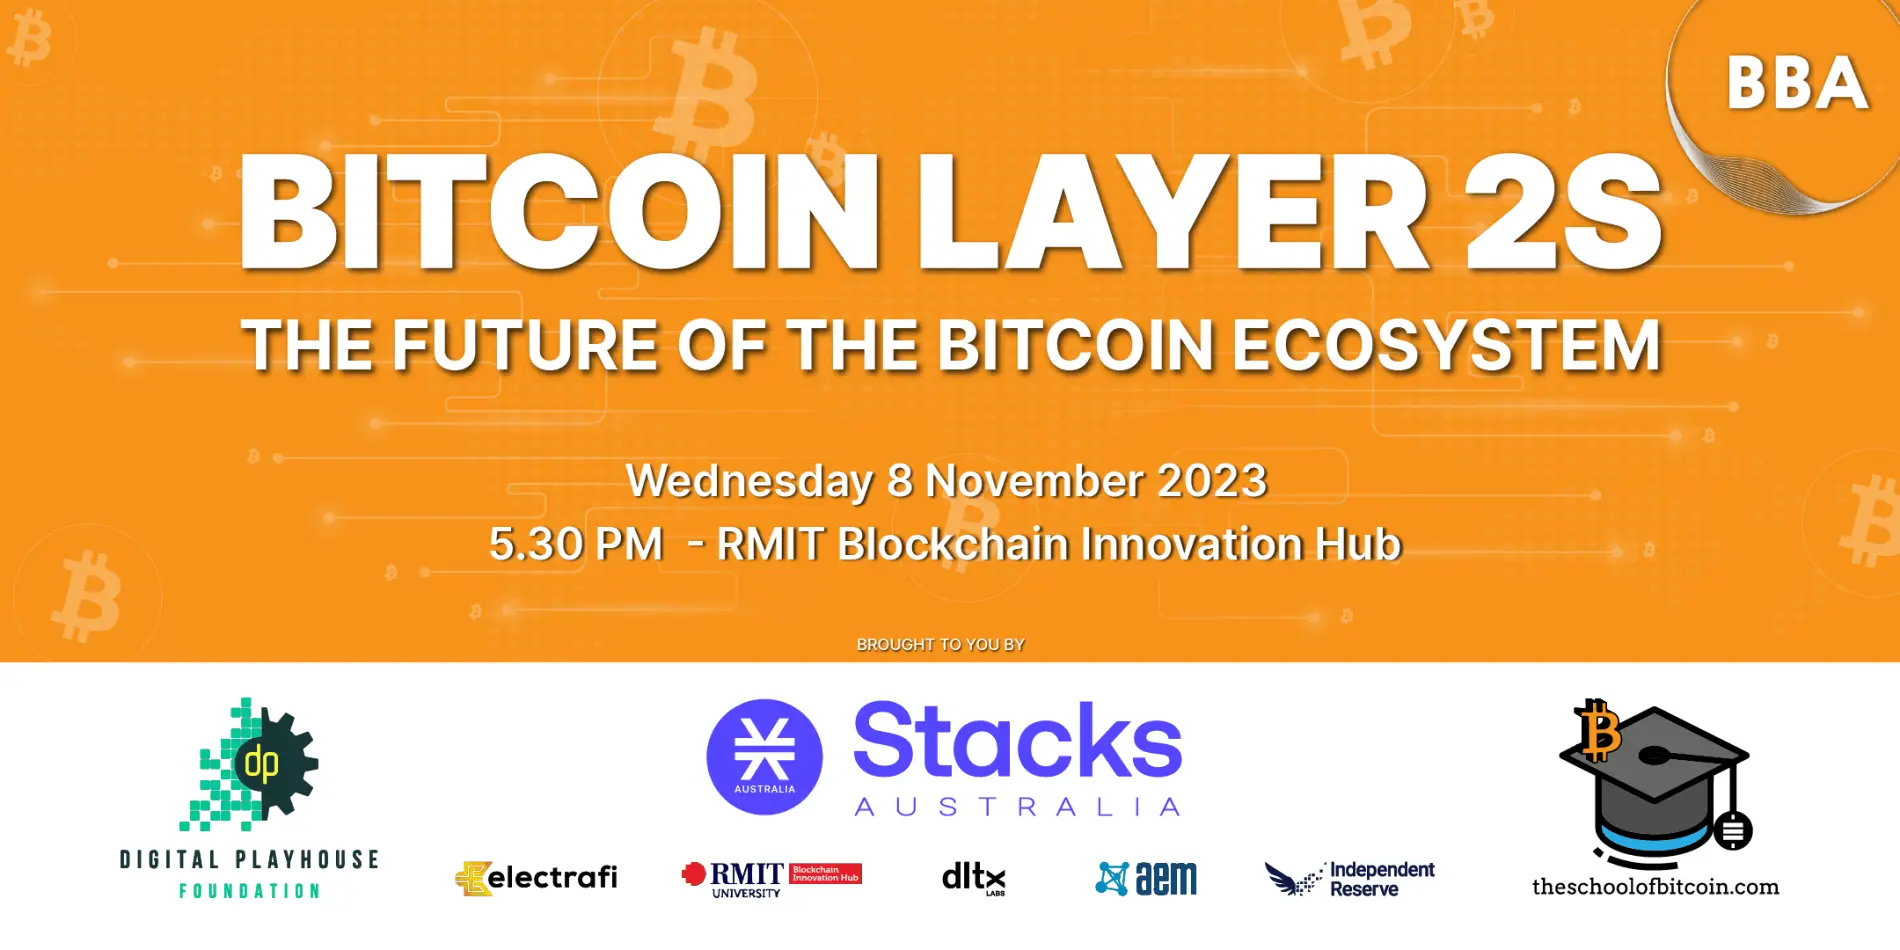 BBA
BITCOIN LAYER 2S
THE FUTURE OF THE BITCOIN ECOSYSTEM
Wednesday 8 November 2023
5.30 PM - RMIT Blockchain Innovation Hub
BROUGHT TO YOU BY
dp
DIGITAL PLAYHOUSE
FOUNDATION
AUSTRALIA
Stacks
AUSTRALIA
electrafi
RMIT
UNIVERSITY
Blockchain
Innovation Hub
dltx
LABS
aem
Independent
Reserve
theschoolofbitcoin.com